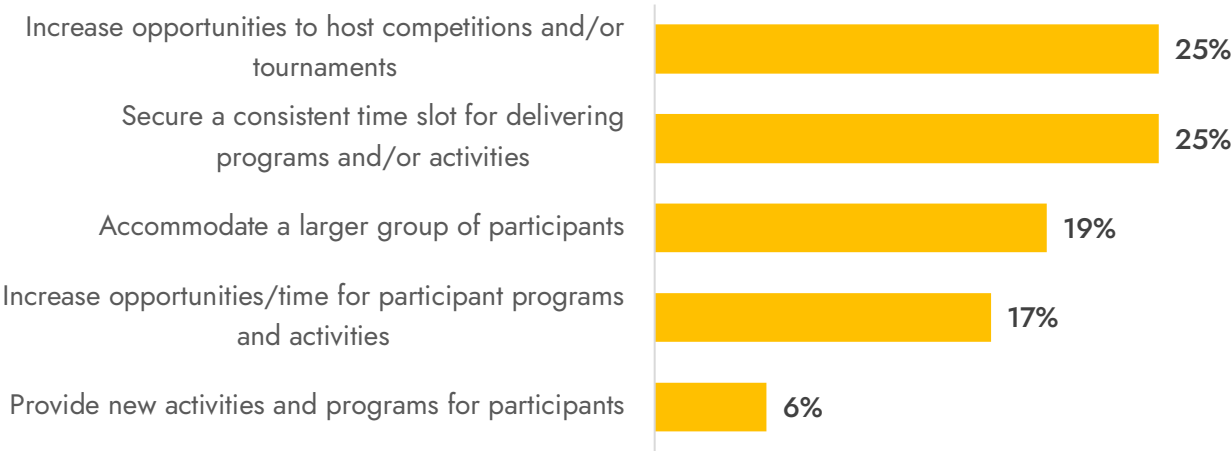 Increase opportunities to host competitions and/or
tournaments
25%
Secure a consistent time slot for delivering
programs and/or activities
25%
Accommodate a larger group of participants
19%
Increase opportunities/time for participant programs
and activities
17%
Provide new activities and programs for participants
6%